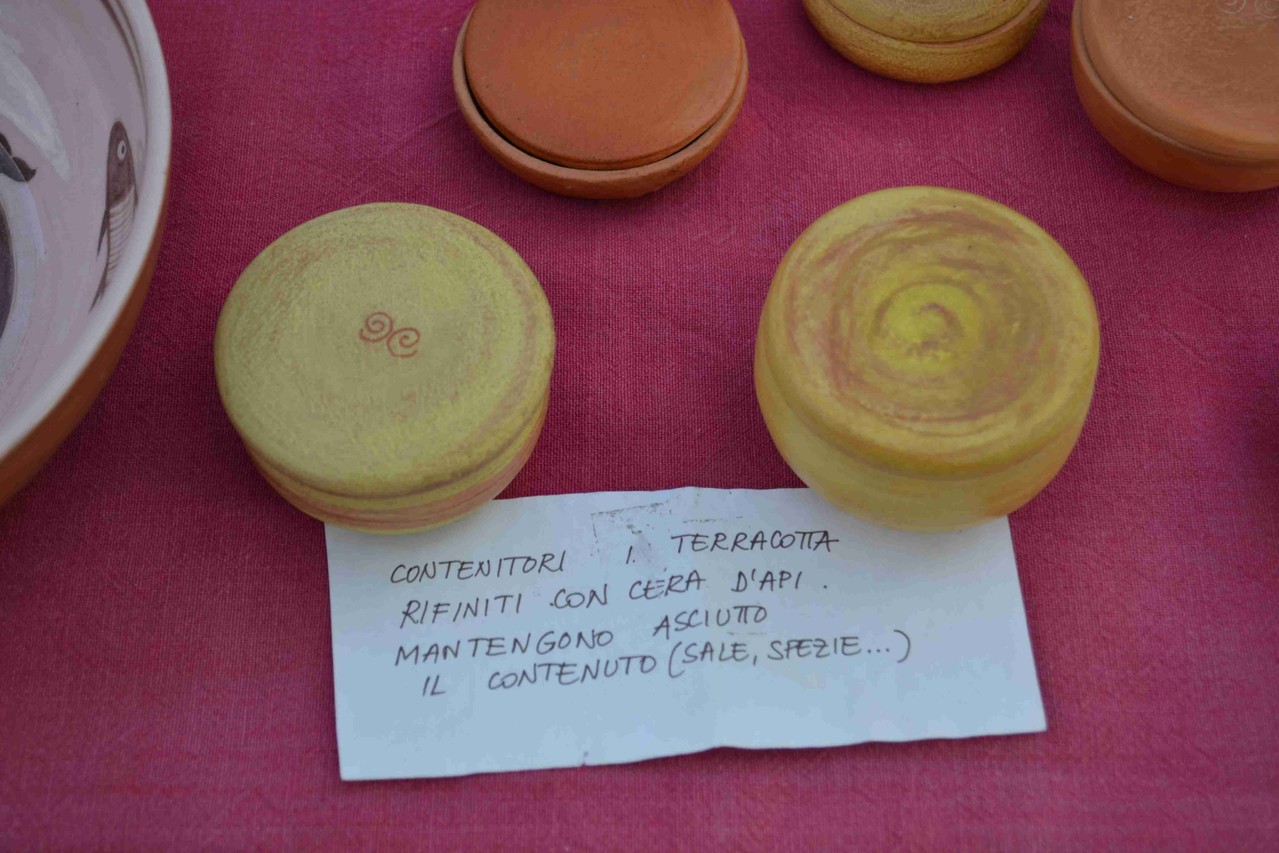 CONTENITORI I. TERRACOTTA
RIFINITI CON CERA D'API.
MANTENGONO ASCIUTTO
IL CONTENUTO (SALE, SPEZIE...)